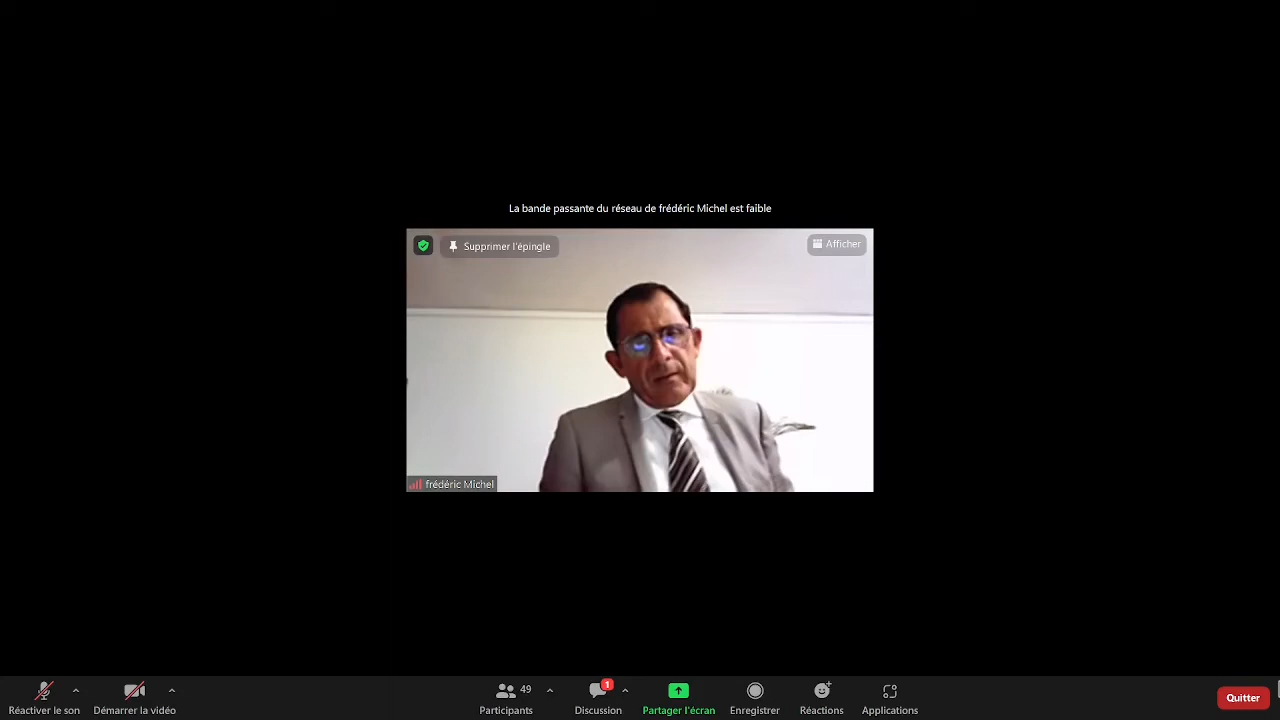 La bande passante du réseau de frédéric Michel est faible
Supprimer l'épingle
Afficher
frédéric Michel
49
1
Réactiver le son
Démarrer la vidéo
Participants
Discussion
Partager l'écran
Enregistrer
Réactions
Applications
Quitter